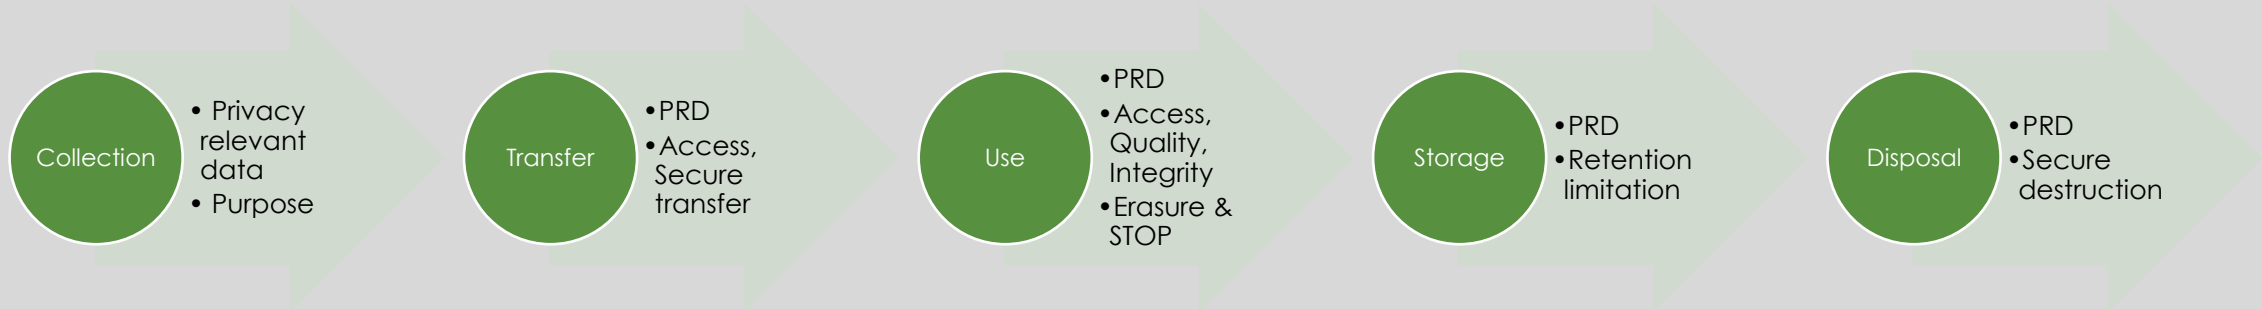 Collection
• Privacy
relevant
data
• Purpose
Transfer
•PRD
•Access,
Secure
transfer
Use
•PRD
•Access,
Quality,
Integrity
•Erasure &
STOP
Storage
•PRD
•Retention
limitation
Disposal
•PRD
•Secure
destruction